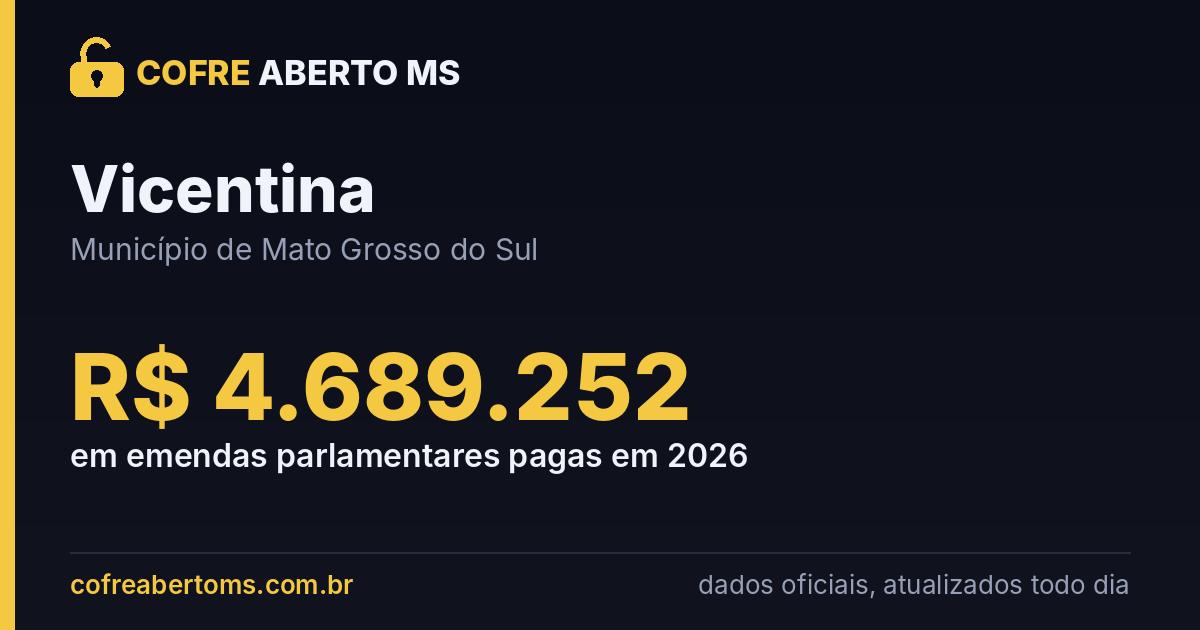 COFRE ABERTO MS
Vicentina
Município de Mato Grosso do Sul
R$ 4.689.252
em emendas parlamentares pagas em 2026
cofreabertoms.com.br
dados oficiais, atualizados todo dia